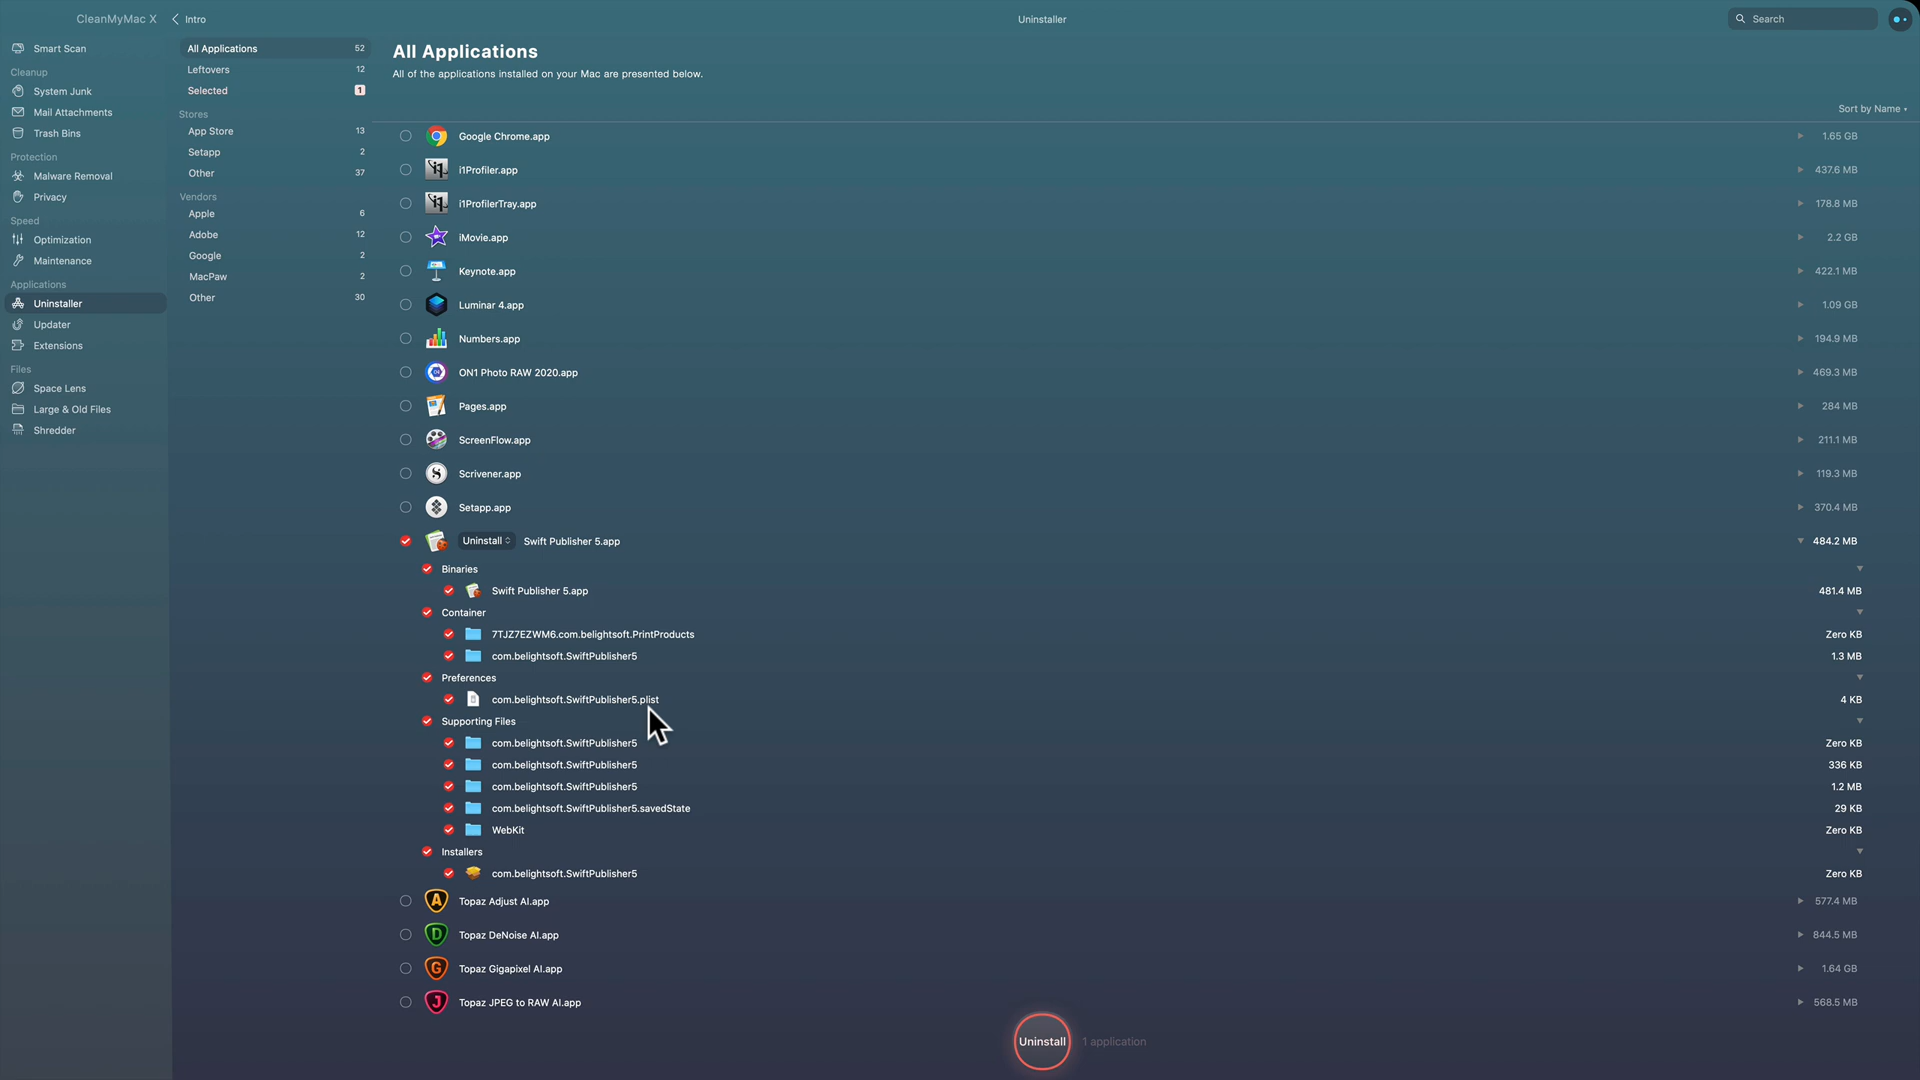 CleanMyMac X
Intro
Uninstaller
Search
Smart Scan
Cleanup
System Junk
Mail Attachments
Trash Bins
Protection
Malware Removal
Privacy
Speed
Optimization
Maintenance
Applications
Uninstaller
Updater
Extensions
Files
Space Lens
Large & Old Files
Shredder
All Applications 52
Leftovers 12
Selected 1
Stores
App Store 13
Setapp 2
Other 37
Vendors
Apple 6
Adobe 12
Google 2
MacPaw 2
Other 30
All Applications
All of the applications installed on your Mac are presented below.
Sort by Name
Google Chrome.app 1.65 GB
i1Profiler.app 437.6 MB
i1ProfilerTray.app 178.8 MB
iMovie.app 2.2 GB
Keynote.app 422.1 MB
Luminar 4.app 1.09 GB
Numbers.app 194.9 MB
ON1 Photo RAW 2020.app 469.3 MB
Pages.app 284 MB
ScreenFlow.app 211.1 MB
Scrivener.app 119.3 MB
Setapp.app 370.4 MB
Uninstall Swift Publisher 5.app 484.2 MB
Binaries
Swift Publisher 5.app 481.4 MB
Container
7TJZ7EZWM6.com.belightsoft.PrintProducts Zero KB
com.belightsoft.SwiftPublisher5 1.3 MB
Preferences
com.belightsoft.SwiftPublisher5.plist 4 KB
Supporting Files
com.belightsoft.SwiftPublisher5 Zero KB
com.belightsoft.SwiftPublisher5 336 KB
com.belightsoft.SwiftPublisher5 1.2 MB
com.belightsoft.SwiftPublisher5.savedState 29 KB
WebKit Zero KB
Installers
com.belightsoft.SwiftPublisher5 Zero KB
Topaz Adjust AI.app 577.4 MB
Topaz DeNoise AI.app 844.5 MB
Topaz Gigapixel AI.app 1.64 GB
Topaz JPEG to RAW AI.app 568.5 MB
Uninstall 1 application